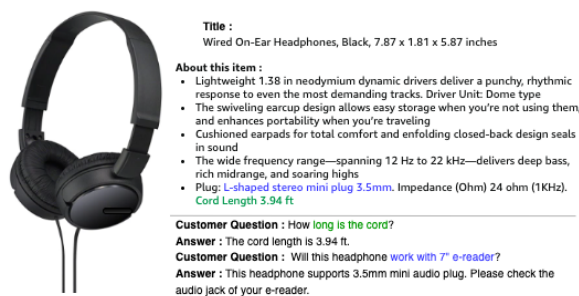 Title :
Wired On-Ear Headphones, Black, 7.87 x 1.81 x 5.87 inches
About this item :
• Lightweight 1.38 in neodymium dynamic drivers deliver a punchy, rhythmic
response to even the most demanding tracks. Driver Unit: Dome type
• The swiveling earcup design allows easy storage when you're not using them,
and enhances portability when you're traveling
• Cushioned earpads for total comfort and enfolding closed-back design seals
in sound
• The wide frequency range—spanning 12 Hz to 22 kHz—delivers deep bass,
rich midrange, and soaring highs
• Plug: L-shaped stereo mini plug 3.5mm. Impedance (Ohm) 24 ohm (1KHz).
Cord Length 3.94 ft
Customer Question : How long is the cord?
Answer : The cord length is 3.94 ft.
Customer Question : Will this headphone work with 7" e-reader?
Answer : This headphone supports 3.5mm mini audio plug. Please check the
audio jack of your e-reader.